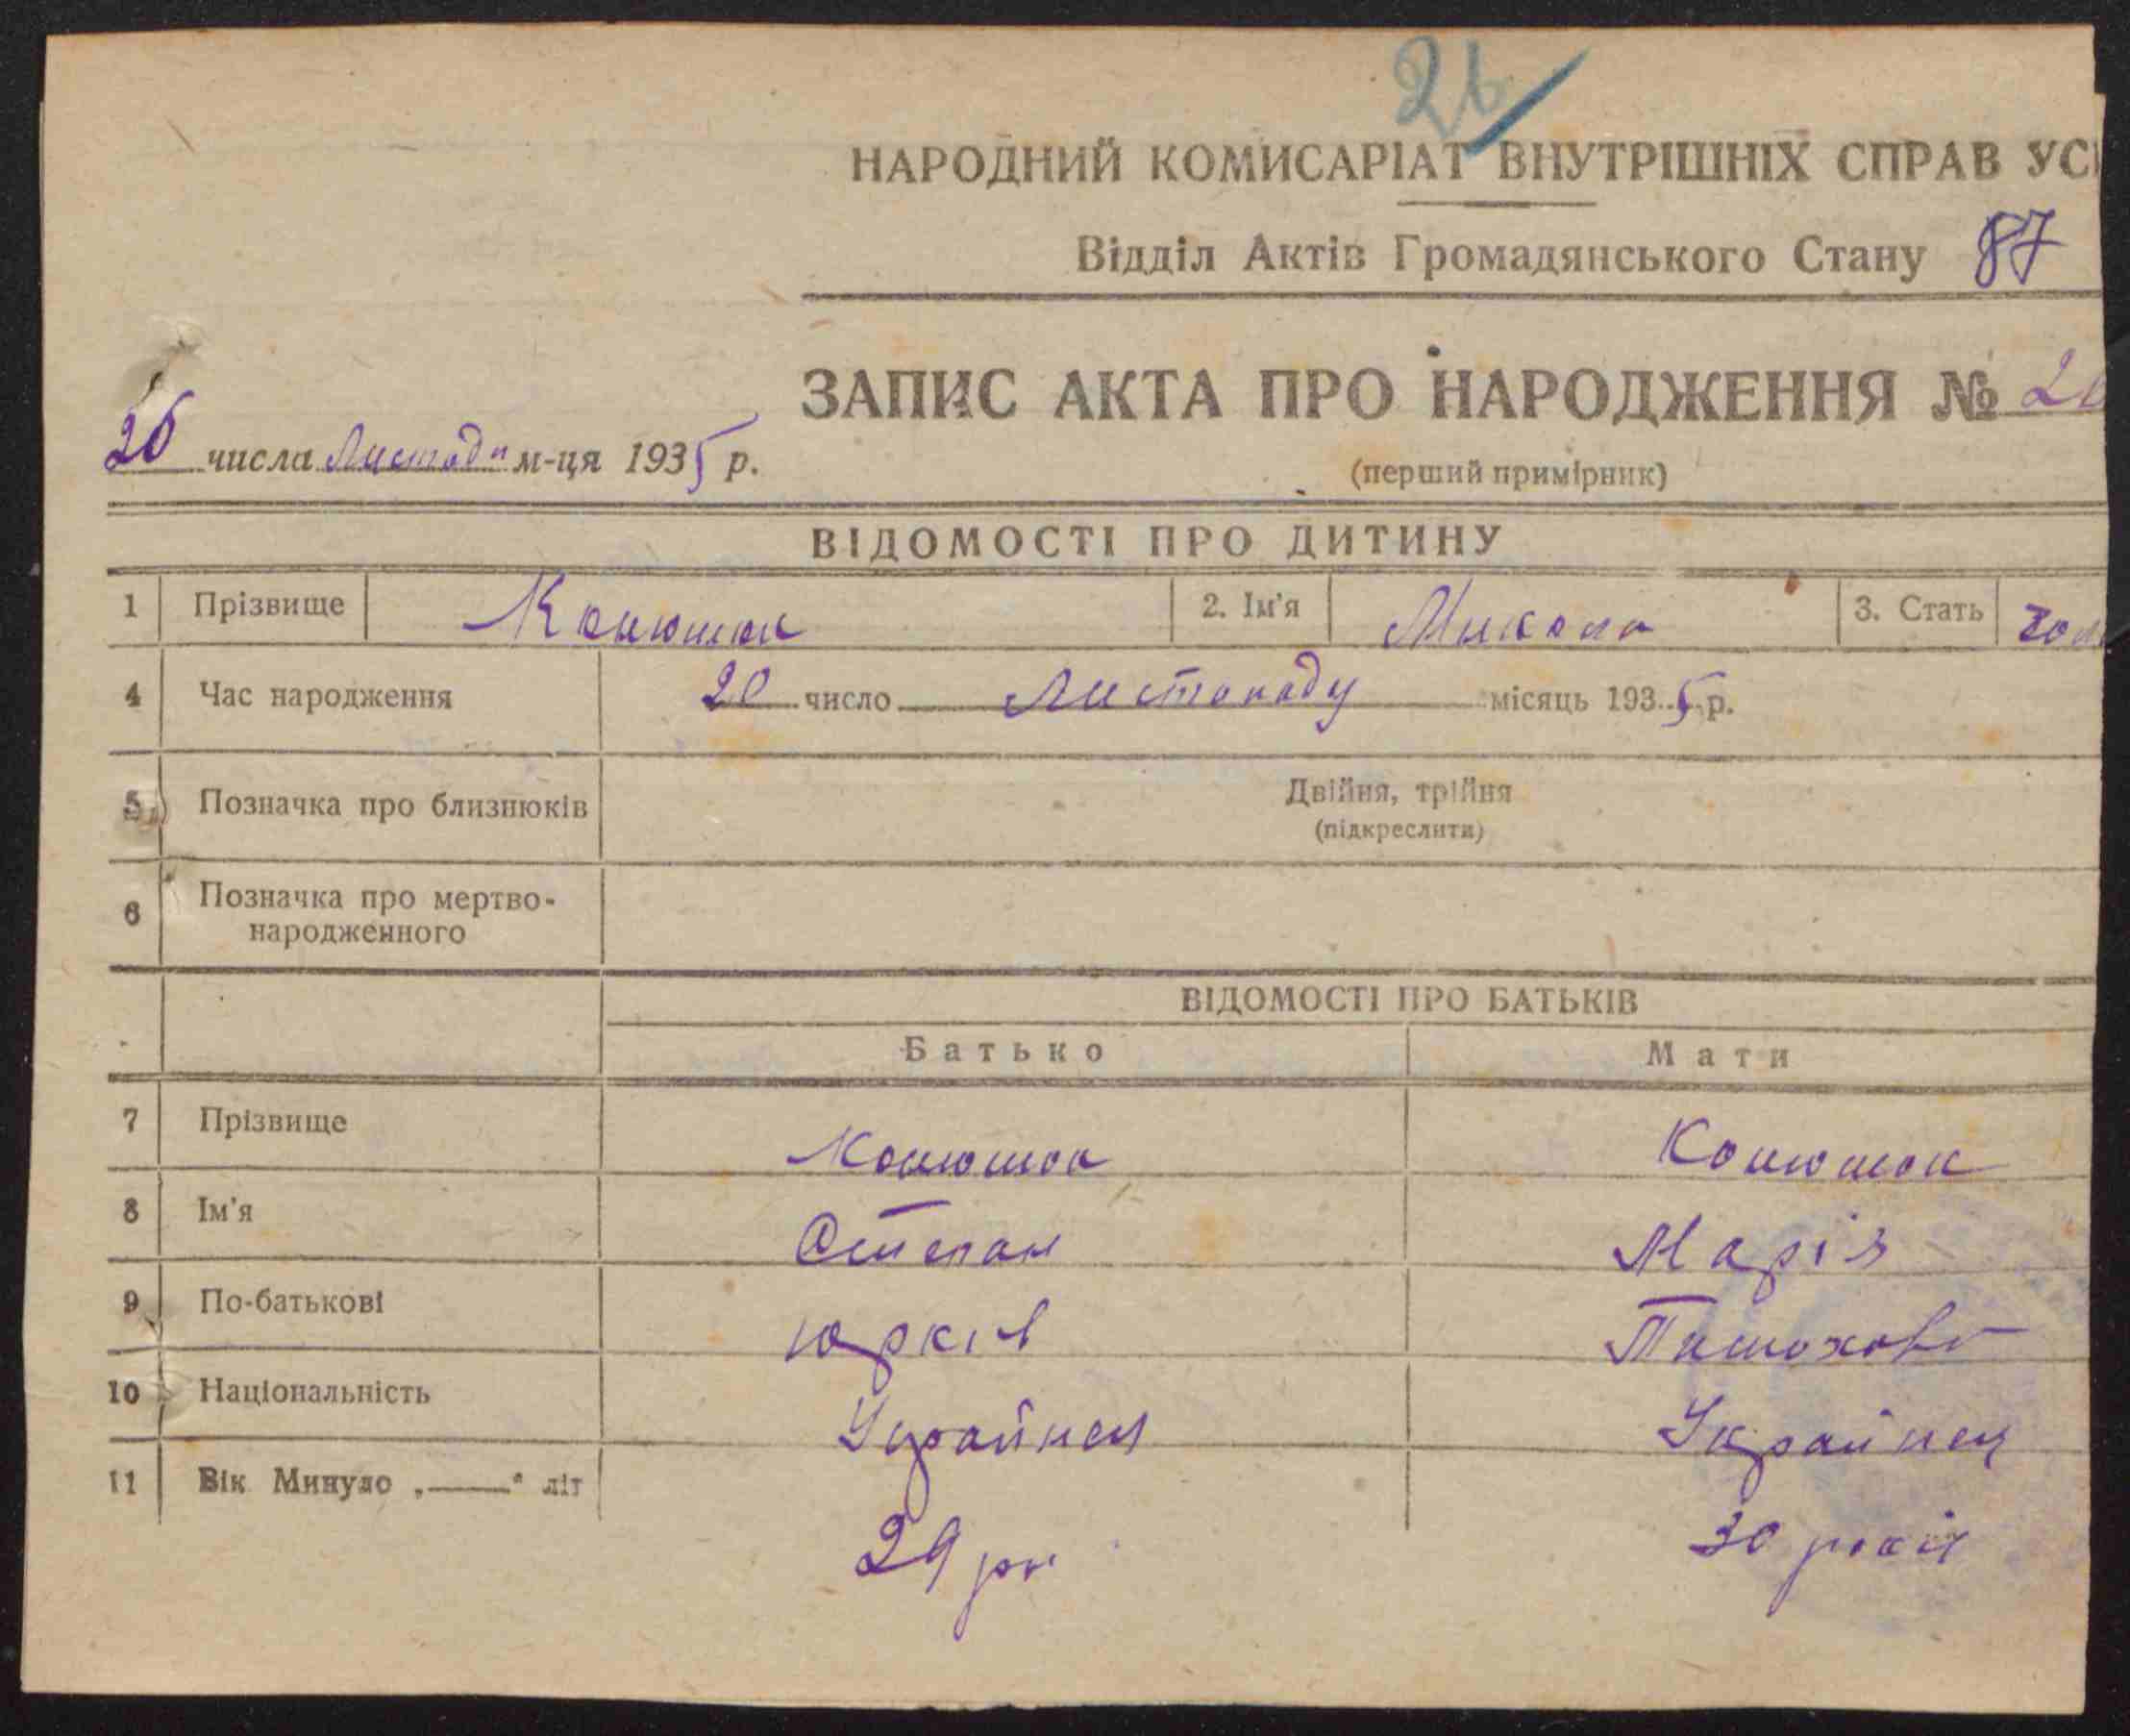 26
НАРОДНИЙ КОМИСАРІАТ ВНУТРІШНІХ СПРАВ УС
Відділ Актів Громадянського Стану 87
ЗАПИС АКТА ПРО НАРОДЖЕННЯ №
26 числа Листопада м-ця 1935 р.
(перший примірник)
ВІДОМОСТІ ПРО ДИТИНУ
1 Прізвище Конюшок 2. Ім'я Микола 3. Стать чол
4 Час народження 20 число Листопаду місяць 1935 р.
5 Позначка про близнюків Двійня, трійня
(підкреслити)
6 Позначка про мертво-
народженного
ВІДОМОСТІ ПРО БАТЬКІВ
Батько Мати
7 Прізвище Конюшок Конюшок
8 Ім'я Степан Марія
9 По-батькові Юрків Тимохова
10 Національність Українец Українец
11 Вік Минуло „——“ літ
29 рк 30 років